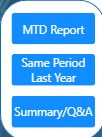 MTD Report
Same Period
Last Year
Summary/Q&A